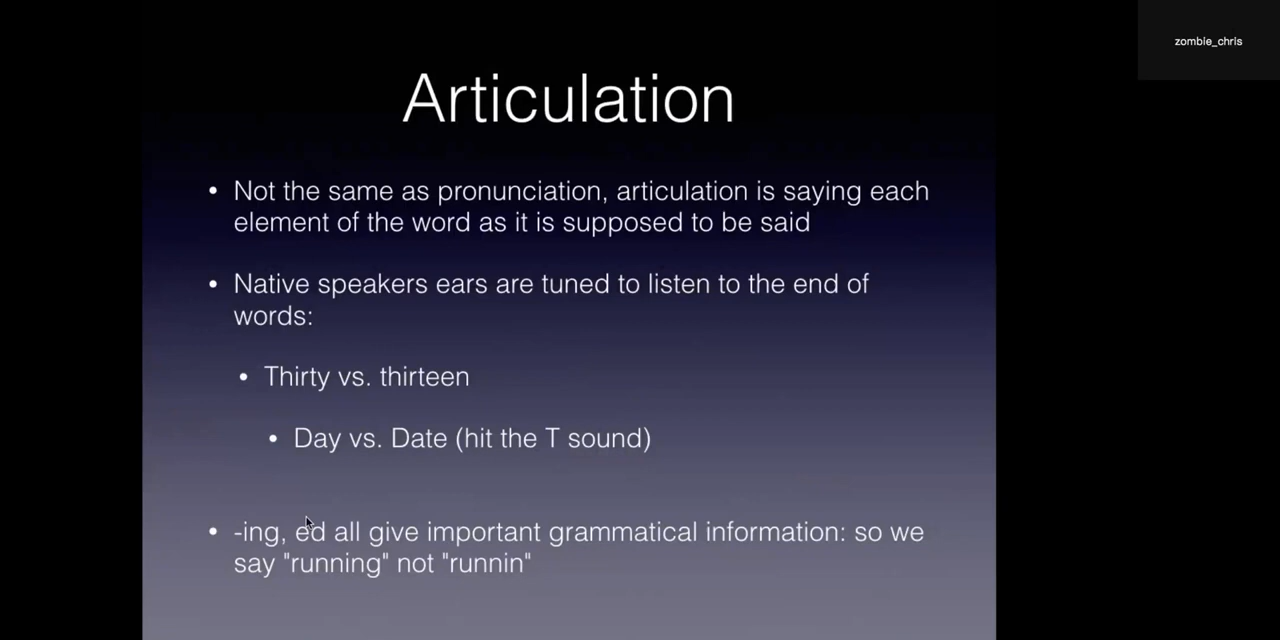 zombie_chris
Articulation
• Not the same as pronunciation, articulation is saying each
element of the word as it is supposed to be said
• Native speakers ears are tuned to listen to the end of
words:
• Thirty vs. thirteen
• Day vs. Date (hit the T sound)
• -ing, ed all give important grammatical information: so we
say "running" not "runnin"